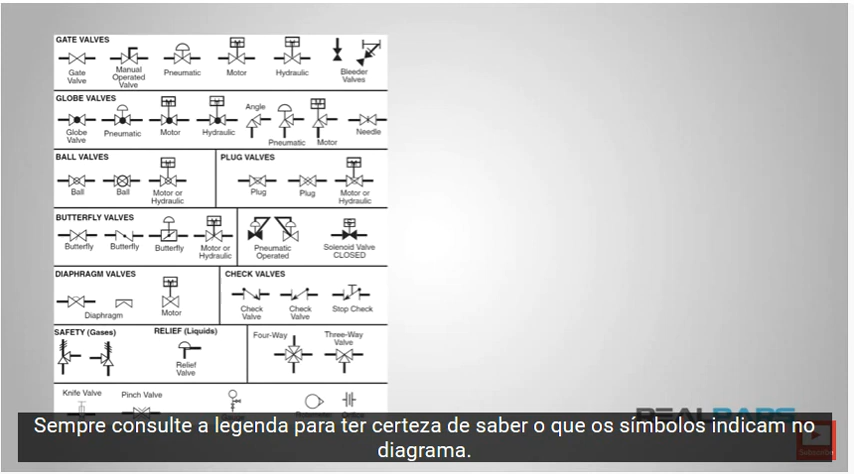 GATE VALVES
Gate
Valve
Manual
Operated
Valve
Pneumatic
Motor
Hydraulic
Bleeder
Valves
GLOBE VALVES
Globe
Valve
Pneumatic
Motor
Hydraulic
Angle
Pneumatic
Motor
Needle
BALL VALVES
Ball
Ball
Motor or
Hydraulic
PLUG VALVES
Plug
Plug
Motor or
Hydraulic
BUTTERFLY VALVES
Butterfly
Butterfly
Butterfly
Motor or
Hydraulic
Pneumatic
Operated
Solenoid Valve
CLOSED
DIAPHRAGM VALVES
Diaphragm
Motor
CHECK VALVES
Check
Valve
Check
Valve
Stop Check
SAFETY (Gases)
RELIEF (Liquids)
Relief
Valve
Four-Way
Three-Way
Valve
Knife Valve
Pinch Valve
Sempre consulte a legenda para ter certeza de saber o que os símbolos indicam no
diagrama.
Subscribe